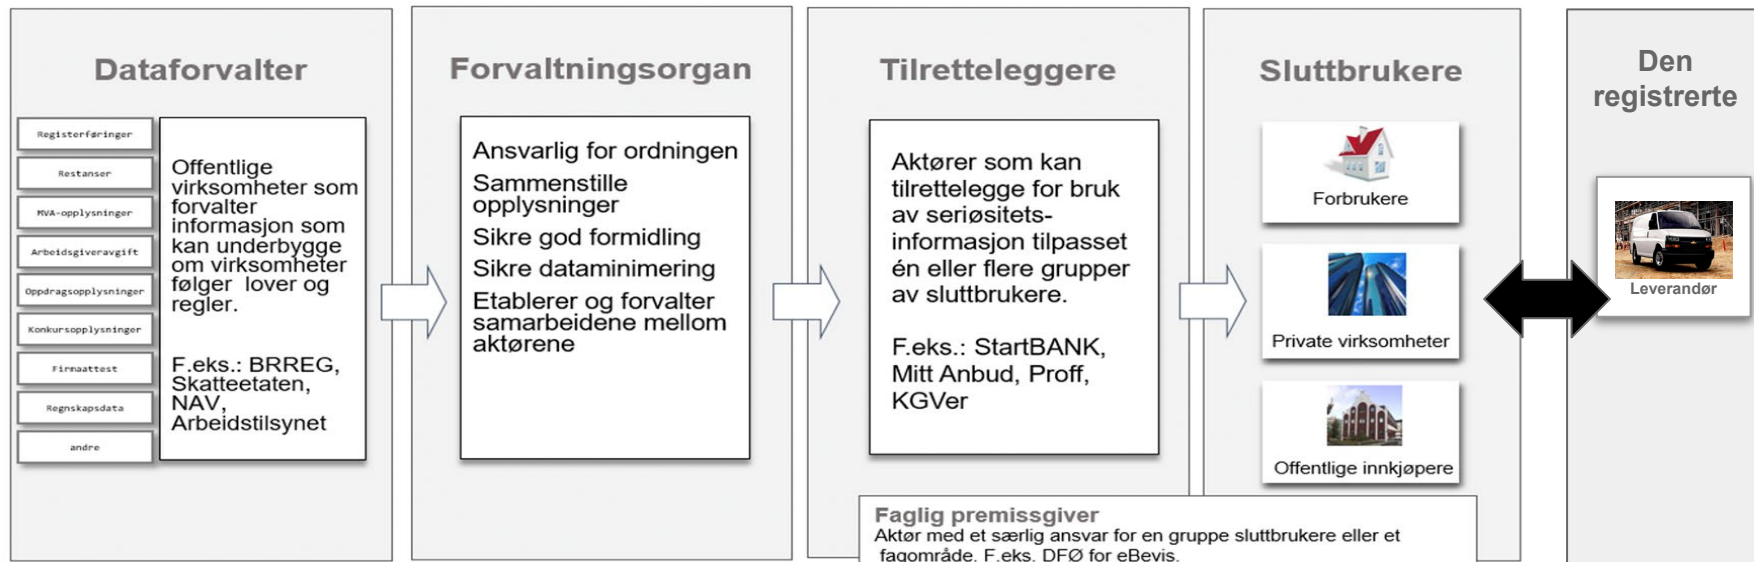 Dataforvalter
Registerføringer
Restanser
MVA-opplysninger
Arbeidsgiveravgift
Oppdragsopplysninger
Konkursopplysninger
Firmaattest
Regnskapsdata
andre
Offentlige
virksomheter som
forvalter
informasjon som
kan underbygge
om virksomheter
følger lover og
regler.
F.eks.: BRREG,
Skatteetaten,
NAV,
Arbeidstilsynet
Forvaltningsorgan
Ansvarlig for ordningen
Sammenstille
opplysninger
Sikre god formidling
Sikre dataminimering
Etablerer og forvalter
samarbeidene mellom
aktørene
Tilretteleggere
Aktører som kan
tilrettelegge for bruk
av seriøsitets-
informasjon tilpasset
én eller flere grupper
av sluttbrukere.
F.eks.: StartBANK,
Mitt Anbud, Proff,
KGVer
Sluttbrukere
Forbrukere
Private virksomheter
Offentlige innkjøpere
Faglig premissgiver
Aktør med et særlig ansvar for en gruppe sluttbrukere eller et
fagområde. F.eks. DFØ for eBevis.
Den
registrerte
Leverandør